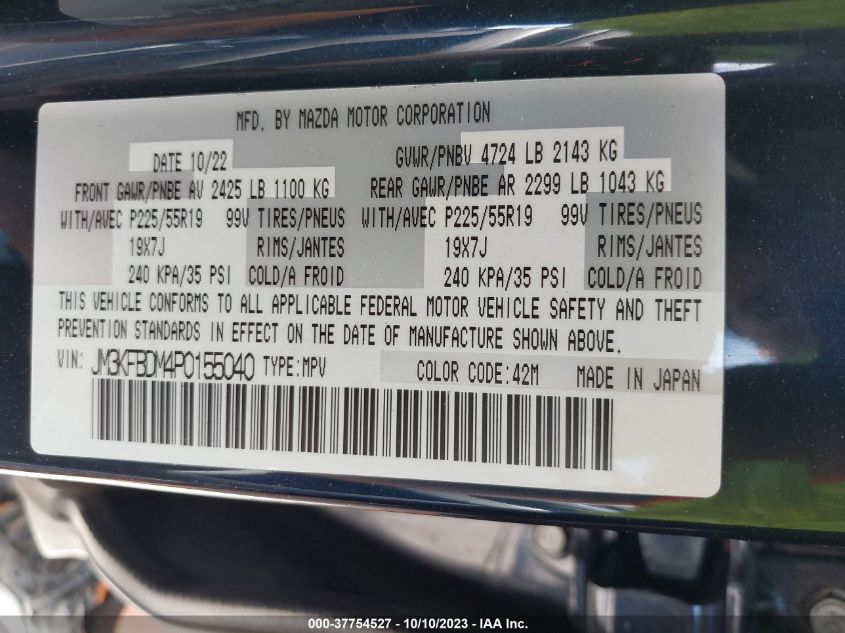 MFD. BY MAZDA MOTOR CORPORATION
DATE 10/22 GVWR/PNBV 4724 LB 2143 KG
FRONT GAWR/PNBE AV 2425 LB 1100 KG REAR GAWR/PNBE AR 2299 LB 1043 KG
WITH/AVEC P225/55R19 99V TIRES/PNEUS WITH/AVEC P225/55R19 99V TIRES/PNEUS
19X7J RIMS/JANTES 19X7J RIMS/JANTES
240 KPA/35 PSI COLD/A FROID 240 KPA/35 PSI COLD/A FROID
THIS VEHICLE CONFORMS TO ALL APPLICABLE FEDERAL MOTOR VEHICLE SAFETY AND THEFT
PREVENTION STANDARDS IN EFFECT ON THE DATE OF MANUFACTURE SHOWN ABOVE.
VIN: JM3KFBDM4P0155040 TYPE:MPV COLOR CODE:42M MADE IN JAPAN
000-37754527 - 10/10/2023 - IAA Inc.